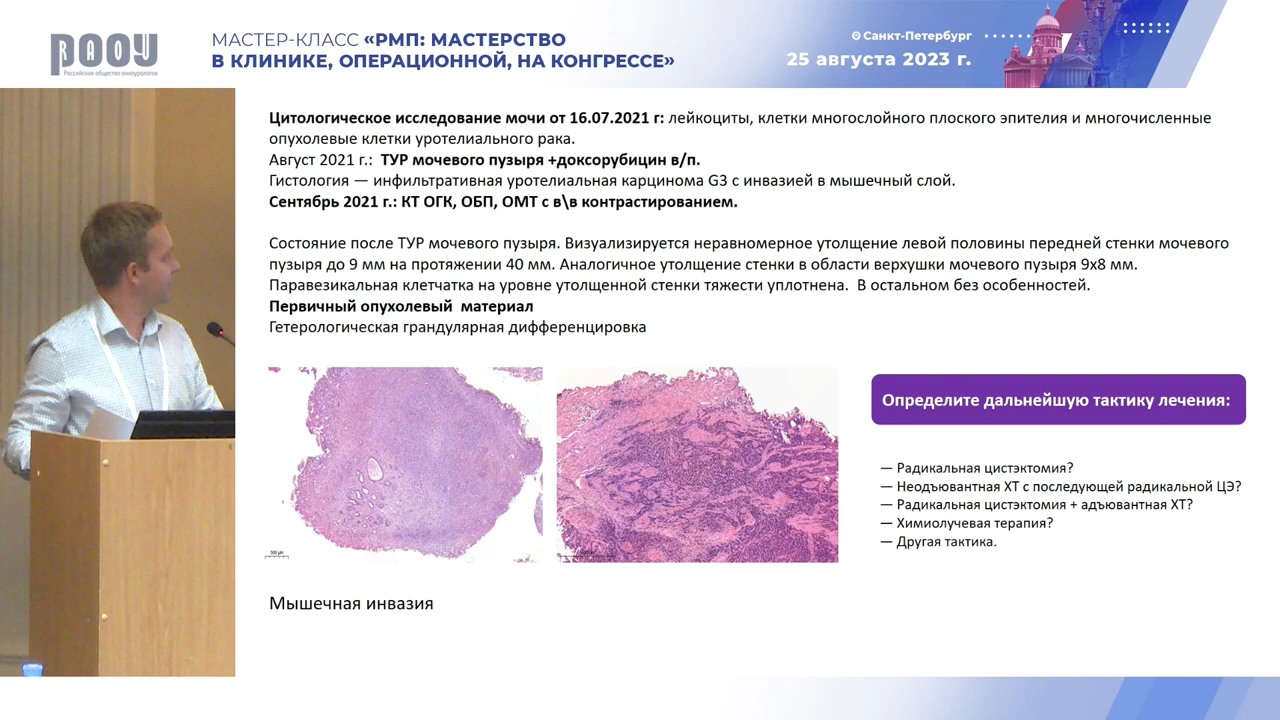 RAOU
Российское общество онкоурологов
МАСТЕР-КЛАСС «РМП: МАСТЕРСТВО
В КЛИНИКЕ, ОПЕРАЦИОННОЙ, НА КОНГРЕССЕ»
Санкт-Петербург
25 августа 2023 г.
Цитологическое исследование мочи от 16.07.2021 г: лейкоциты, клетки многослойного плоского эпителия и многочисленные
опухолевые клетки уротелиального рака.
Август 2021 г.: ТУР мочевого пузыря +доксорубицин в/п.
Гистология — инфильтративная уротелиальная карцинома G3 с инвазией в мышечный слой.
Сентябрь 2021 г.: КТ ОГК, ОБП, ОМТ с в\в контрастированием.
Состояние после ТУР мочевого пузыря. Визуализируется неравномерное утолщение левой половины передней стенки мочевого
пузыря до 9 мм на протяжении 40 мм. Аналогичное утолщение стенки в области верхушки мочевого пузыря 9х8 мм.
Паравезикальная клетчатка на уровне утолщенной стенки тяжести уплотнена. В остальном без особенностей.
Первичный опухолевый материал
Гетерологическая грандулярная дифференцировка
500 µm
Определите дальнейшую тактику лечения:
— Радикальная цистэктомия?
— Неодъювантная ХТ с последующей радикальной ЦЭ?
— Радикальная цистэктомия + адъювантная ХТ?
— Химиолучевая терапия?
— Другая тактика.
Мышечная инвазия